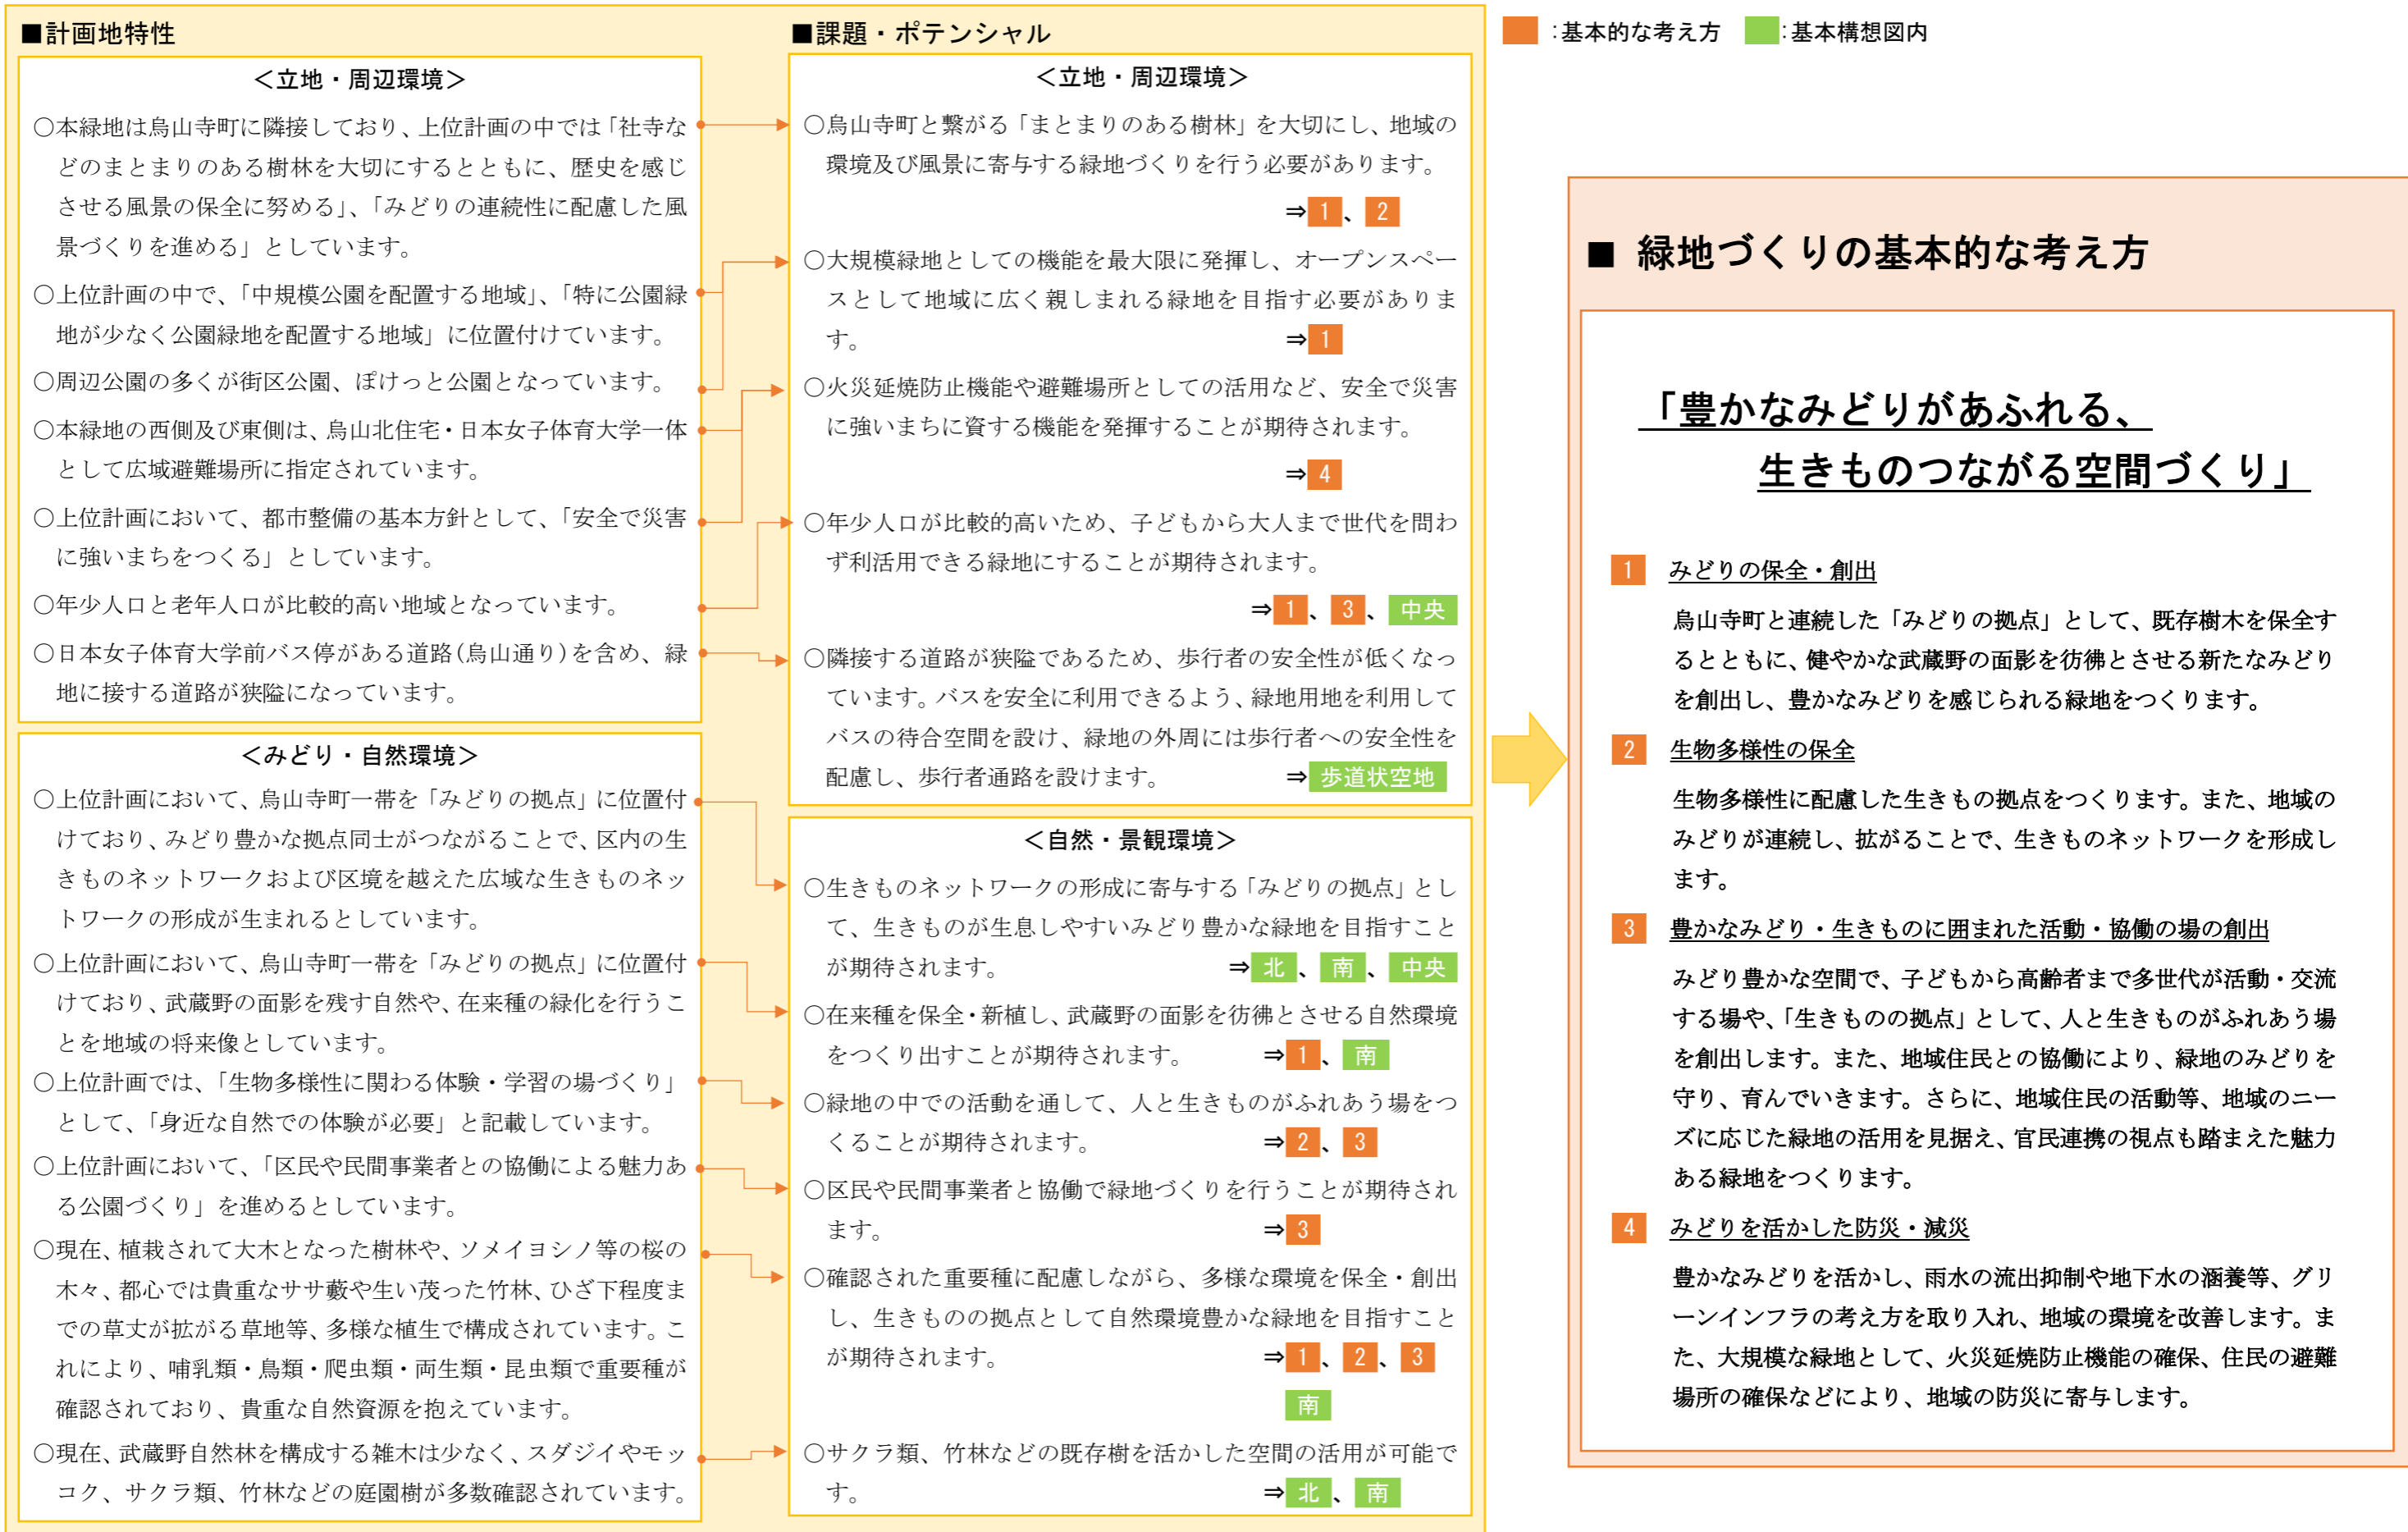 ■計画地特性
＜立地・周辺環境＞
○本緑地は烏山寺町に隣接しており、上位計画の中では「社寺な
どのまとまりのある樹林を大切にするとともに、歴史を感じ
させる風景の保全に努める」、「みどりの連続性に配慮した風
景づくりを進める」としています。
○上位計画の中で、「中規模公園を配置する地域」、「特に公園緑
地が少なく公園緑地を配置する地域」に位置付けています。
○周辺公園の多くが街区公園、ぽけっと公園となっています。
○本緑地の西側及び東側は、烏山北住宅・日本女子体育大学一体
として広域避難場所に指定されています。
○上位計画において、都市整備の基本方針として、「安全で災害
に強いまちをつくる」としています。
○年少人口と老年人口が比較的高い地域となっています。
○日本女子体育大学前バス停がある道路(烏山通り)を含め、緑
地に接する道路が狭隘になっています。
＜みどり・自然環境＞
○上位計画において、烏山寺町一帯を「みどりの拠点」に位置付
けており、みどり豊かな拠点同士がつながることで、区内の生
きものネットワークおよび区境を越えた広域な生きものネッ
トワークの形成が生まれるとしています。
○上位計画において、烏山寺町一帯を「みどりの拠点」に位置付
けており、武蔵野の面影を残す自然や、在来種の緑化を行うこ
とを地域の将来像としています。
○上位計画では、「生物多様性に関わる体験・学習の場づくり」
として、「身近な自然での体験が必要」と記載しています。
○上位計画において、「区民や民間事業者との協働による魅力あ
る公園づくり」を進めるとしています。
○現在、植栽されて大木となった樹林や、ソメイヨシノ等の桜の
木々、都心では貴重なササ藪や生い茂った竹林、ひざ下程度ま
での草丈が拡がる草地等、多様な植生で構成されています。こ
れにより、哺乳類・鳥類・爬虫類・両生類・昆虫類で重要種が
確認されており、貴重な自然資源を抱えています。
○現在、武蔵野自然林を構成する雑木は少なく、スダジイやモッ
コク、サクラ類、竹林などの庭園樹が多数確認されています。
■課題・ポテンシャル
＜立地・周辺環境＞
○烏山寺町と繋がる「まとまりのある樹林」を大切にし、地域の
環境及び風景に寄与する緑地づくりを行う必要があります。
⇒ 1 、 2
○大規模緑地としての機能を最大限に発揮し、オープンスペー
スとして地域に広く親しまれる緑地を目指す必要がありま
す。 ⇒ 1
○火災延焼防止機能や避難場所としての活用など、安全で災害
に強いまちに資する機能を発揮することが期待されます。
⇒ 4
○年少人口が比較的高いため、子どもから大人まで世代を問わ
ず利活用できる緑地にすることが期待されます。
⇒ 1 、 3 、 中央
○隣接する道路が狭隘であるため、歩行者の安全性が低くなっ
ています。バスを安全に利用できるよう、緑地用地を利用して
バスの待合空間を設け、緑地の外周には歩行者への安全性を
配慮し、歩行者通路を設けます。 ⇒ 歩道状空地
＜自然・景観環境＞
○生きものネットワークの形成に寄与する「みどりの拠点」とし
て、生きものが生息しやすいみどり豊かな緑地を目指すこと
が期待されます。 ⇒ 北 、 南 、 中央
○在来種を保全・新植し、武蔵野の面影を彷彿とさせる自然環境
をつくり出すことが期待されます。 ⇒ 1 、 南
○緑地の中での活動を通して、人と生きものがふれあう場をつ
くることが期待されます。 ⇒ 2 、 3
○区民や民間事業者と協働で緑地づくりを行うことが期待され
ます。 ⇒ 3
○確認された重要種に配慮しながら、多様な環境を保全・創出
し、生きものの拠点として自然環境豊かな緑地を目指すこと
が期待されます。 ⇒ 1 、 2 、 3
南
○サクラ類、竹林などの既存樹を活かした空間の活用が可能で
す。 ⇒ 北 、 南
:基本的な考え方 :基本構想図内
■ 緑地づくりの基本的な考え方
「豊かなみどりがあふれる、
生きものつながる空間づくり」
1 みどりの保全・創出
烏山寺町と連続した「みどりの拠点」として、既存樹木を保全す
るとともに、健やかな武蔵野の面影を彷彿とさせる新たなみどり
を創出し、豊かなみどりを感じられる緑地をつくります。
2 生物多様性の保全
生物多様性に配慮した生きもの拠点をつくります。また、地域の
みどりが連続し、拡がることで、生きものネットワークを形成し
ます。
3 豊かなみどり・生きものに囲まれた活動・協働の場の創出
みどり豊かな空間で、子どもから高齢者まで多世代が活動・交流
する場や、「生きものの拠点」として、人と生きものがふれあう場
を創出します。また、地域住民との協働により、緑地のみどりを
守り、育んでいきます。さらに、地域住民の活動等、地域のニー
ズに応じた緑地の活用を見据え、官民連携の視点も踏まえた魅力
ある緑地をつくります。
4 みどりを活かした防災・減災
豊かなみどりを活かし、雨水の流出抑制や地下水の涵養等、グリ
ーンインフラの考え方を取り入れ、地域の環境を改善します。ま
た、大規模な緑地として、火災延焼防止機能の確保、住民の避難
場所の確保などにより、地域の防災に寄与します。